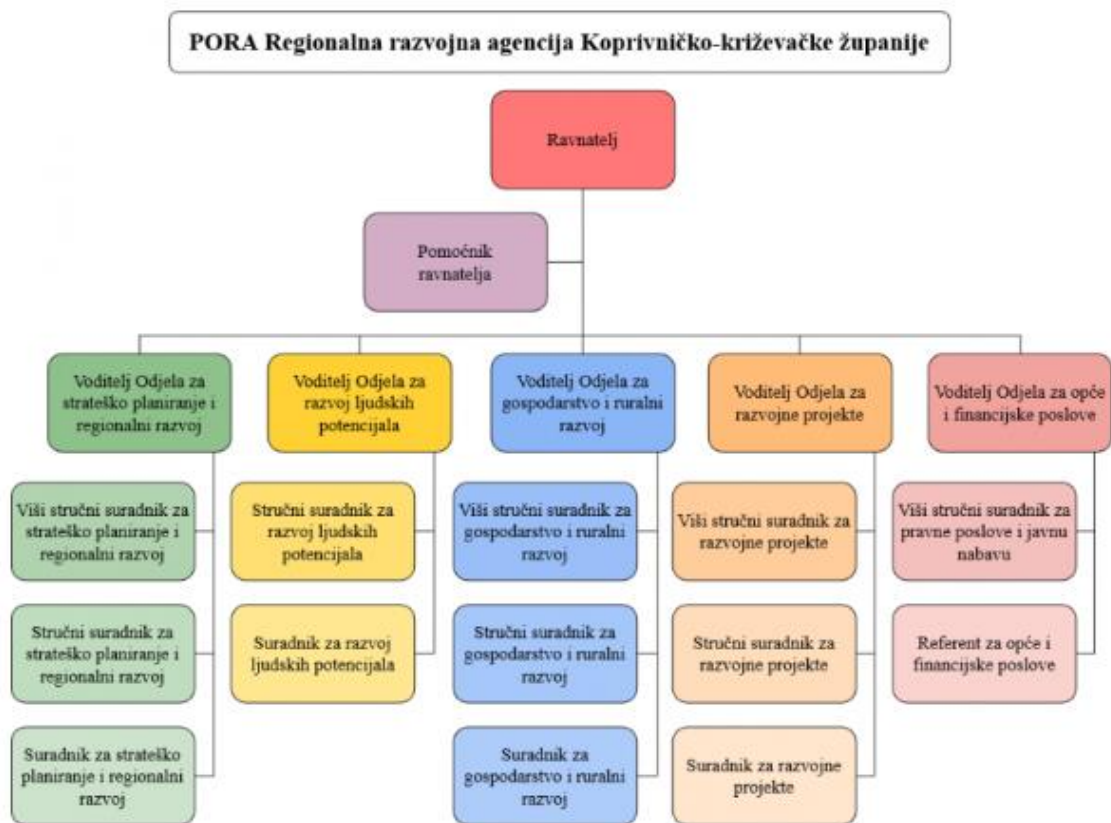 PORA Regionalna razvojna agencija Koprivničko-križevačke županije
Ravnatelj
Pomoćnik
ravnatelja
Voditelj Odjela za
strateško planiranje i
regionalni razvoj
Voditelj Odjela za
razvoj ljudskih
potencijala
Voditelj Odjela za
gospodarstvo i ruralni
razvoj
Voditelj Odjela za
razvojne projekte
Voditelj Odjela za opće
i financijske poslove
Viši stručni suradnik za
strateško planiranje i
regionalni razvoj
Stručni suradnik za
razvoj ljudskih
potencijala
Viši stručni suradnik za
gospodarstvo i ruralni
razvoj
Viši stručni suradnik za
razvojne projekte
Viši stručni suradnik za
pravne poslove i javnu
nabavu
Stručni suradnik za
strateško planiranje i
regionalni razvoj
Suradnik za razvoj
ljudskih potencijala
Stručni suradnik za
gospodarstvo i ruralni
razvoj
Stručni suradnik za
razvojne projekte
Referent za opće i
financijske poslove
Suradnik za strateško
planiranje i regionalni
razvoj
Suradnik za
gospodarstvo i ruralni
razvoj
Suradnik za razvojne
projekte